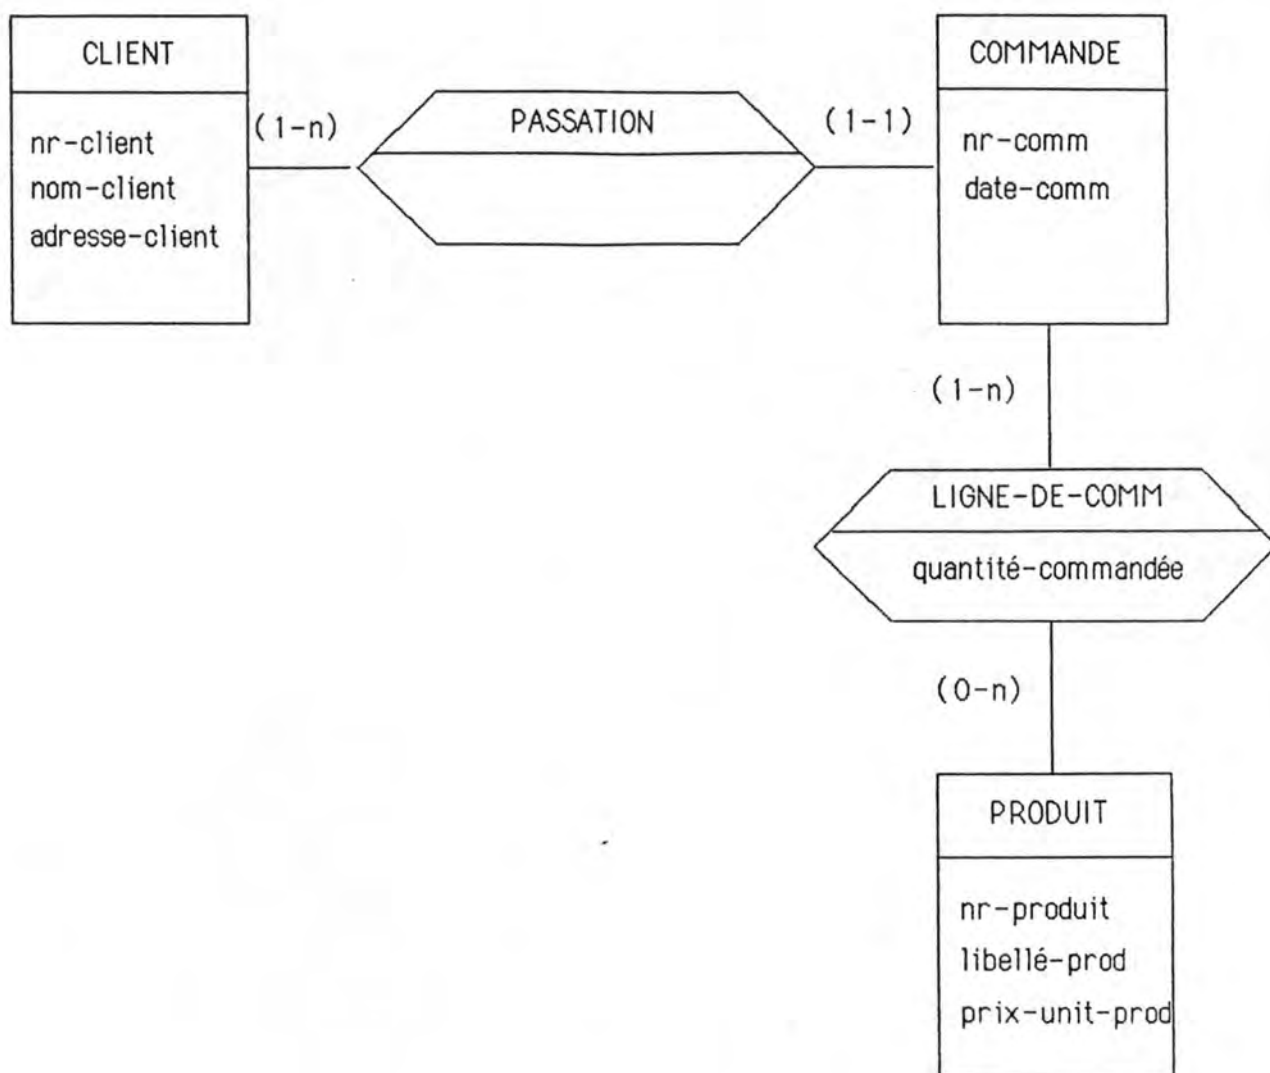 CLIENT
nr-client
nom-client
adresse-client
(1-n)
PASSATION
(1-1)
COMMANDE
nr-comm
date-comm
(1-n)
LIGNE-DE-COMM
quantité-commandée
(0-n)
PRODUIT
nr-produit
libellé-prod
prix-unit-prod